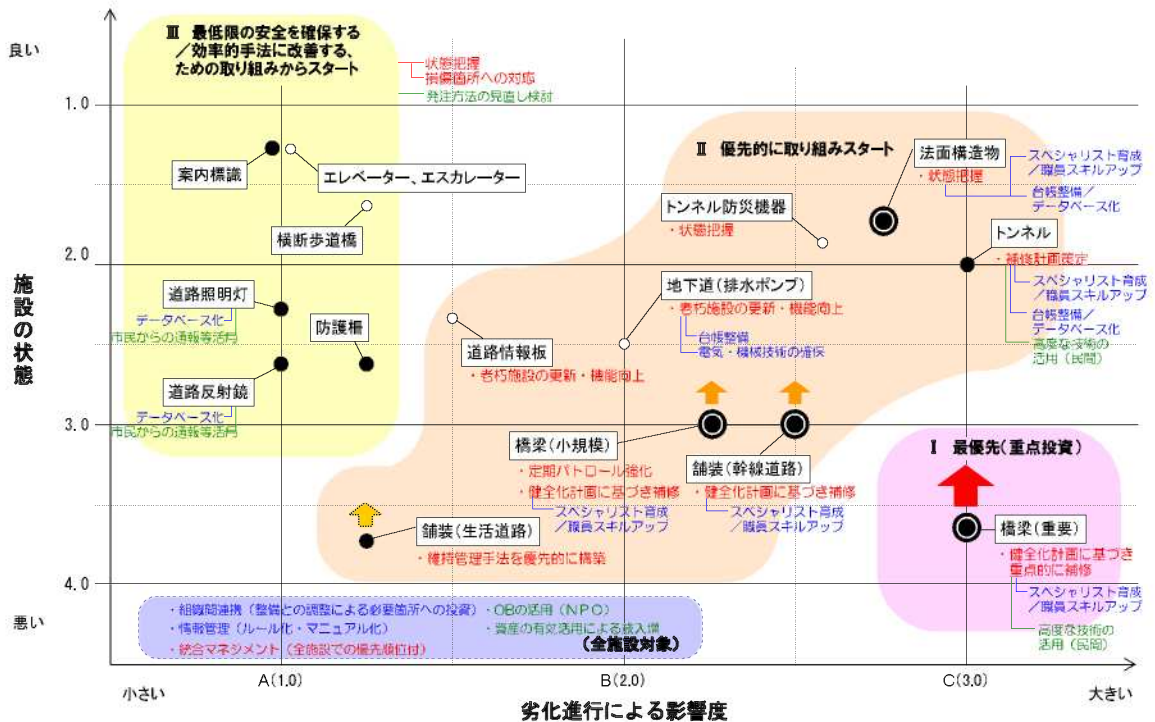 良い
Ⅲ 最低限の安全を確保する
／効率的手法に改善する、
ための取り組みからスタート
状態把握
損傷箇所への対応
発注方法の見直し検討
1.0
案内標識
エレベーター、エスカレーター
横断歩道橋
Ⅱ 優先的に取り組みスタート
法面構造物
・状態把握
スペシャリスト育成
／職員スキルアップ
台帳整備／
データベース化
トンネル防災機器
・状態把握
トンネル
・補修計画策定
スペシャリスト育成
／職員スキルアップ
台帳整備／
データベース化
高度な技術の
活用（民間）
2.0
施設の状態
道路照明灯
データベース化
市民からの通報等活用
防護柵
地下道（排水ポンプ）
・老朽施設の更新・機能向上
台帳整備
電気・機械技術の確保
道路情報板
・老朽施設の更新・機能向上
道路反射鏡
データベース化
市民からの通報等活用
3.0
橋梁（小規模）
・定期パトロール強化
・健全化計画に基づき補修
スペシャリスト育成
／職員スキルアップ
舗装（幹線道路）
・健全化計画に基づき補修
スペシャリスト育成
／職員スキルアップ
Ⅰ 最優先（重点投資）
橋梁（重要）
・健全化計画に基づき
重点的に補修
スペシャリスト育成
／職員スキルアップ
高度な技術の
活用（民間）
舗装（生活道路）
・維持管理手法を優先的に構築
4.0
悪い
・組織間連携（整備との調整による必要箇所への投資）
・OBの活用（ＮＰＯ）
・情報管理（ルール化・マニュアル化）
・資産の有効活用による歳入増
・統合マネジメント（全施設での優先順位付）
（全施設対象）
小さい
A(1.0)
B(2.0)
C(3.0)
大きい
劣化進行による影響度